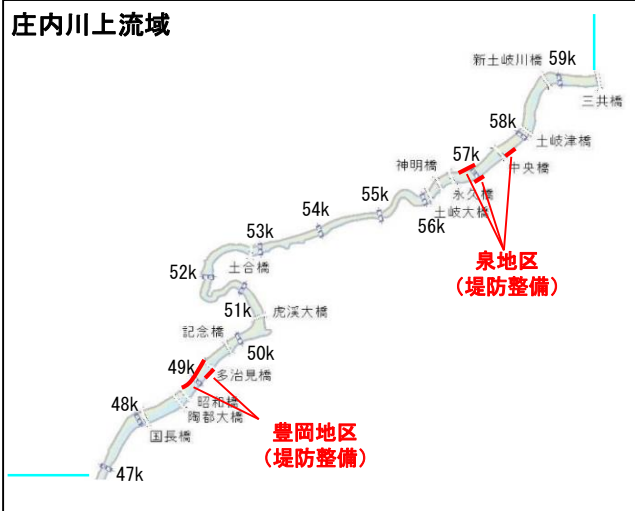 庄内川上流域
新土岐川橋
59k
三共橋
58k
土岐津橋
中央橋
57k
神明橋
永久橋
土岐大橋
56k
55k
54k
53k
土合橋
52k
51k
虎渓大橋
記念橋
50k
49k
多治見橋
昭和橋
陶都大橋
48k
国長橋
47k
泉地区
（堤防整備）
豊岡地区
（堤防整備）